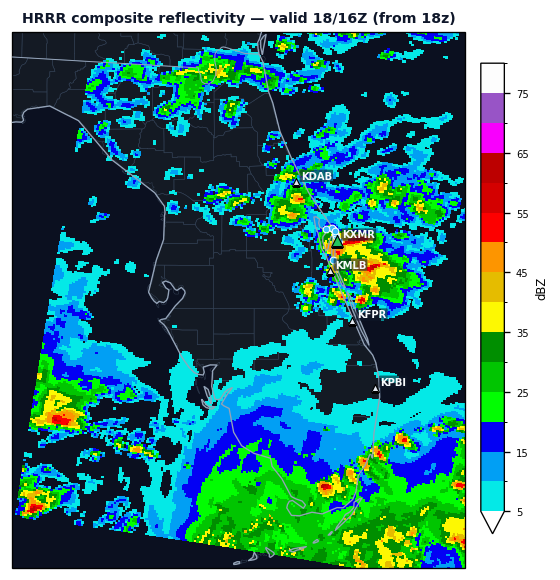 HRRR composite reflectivity — valid 18/16Z (from 18z)
KDAB
KXMR
KMLB
KFPR
KPBI
75
65
55
45
35
25
15
5
dBZ